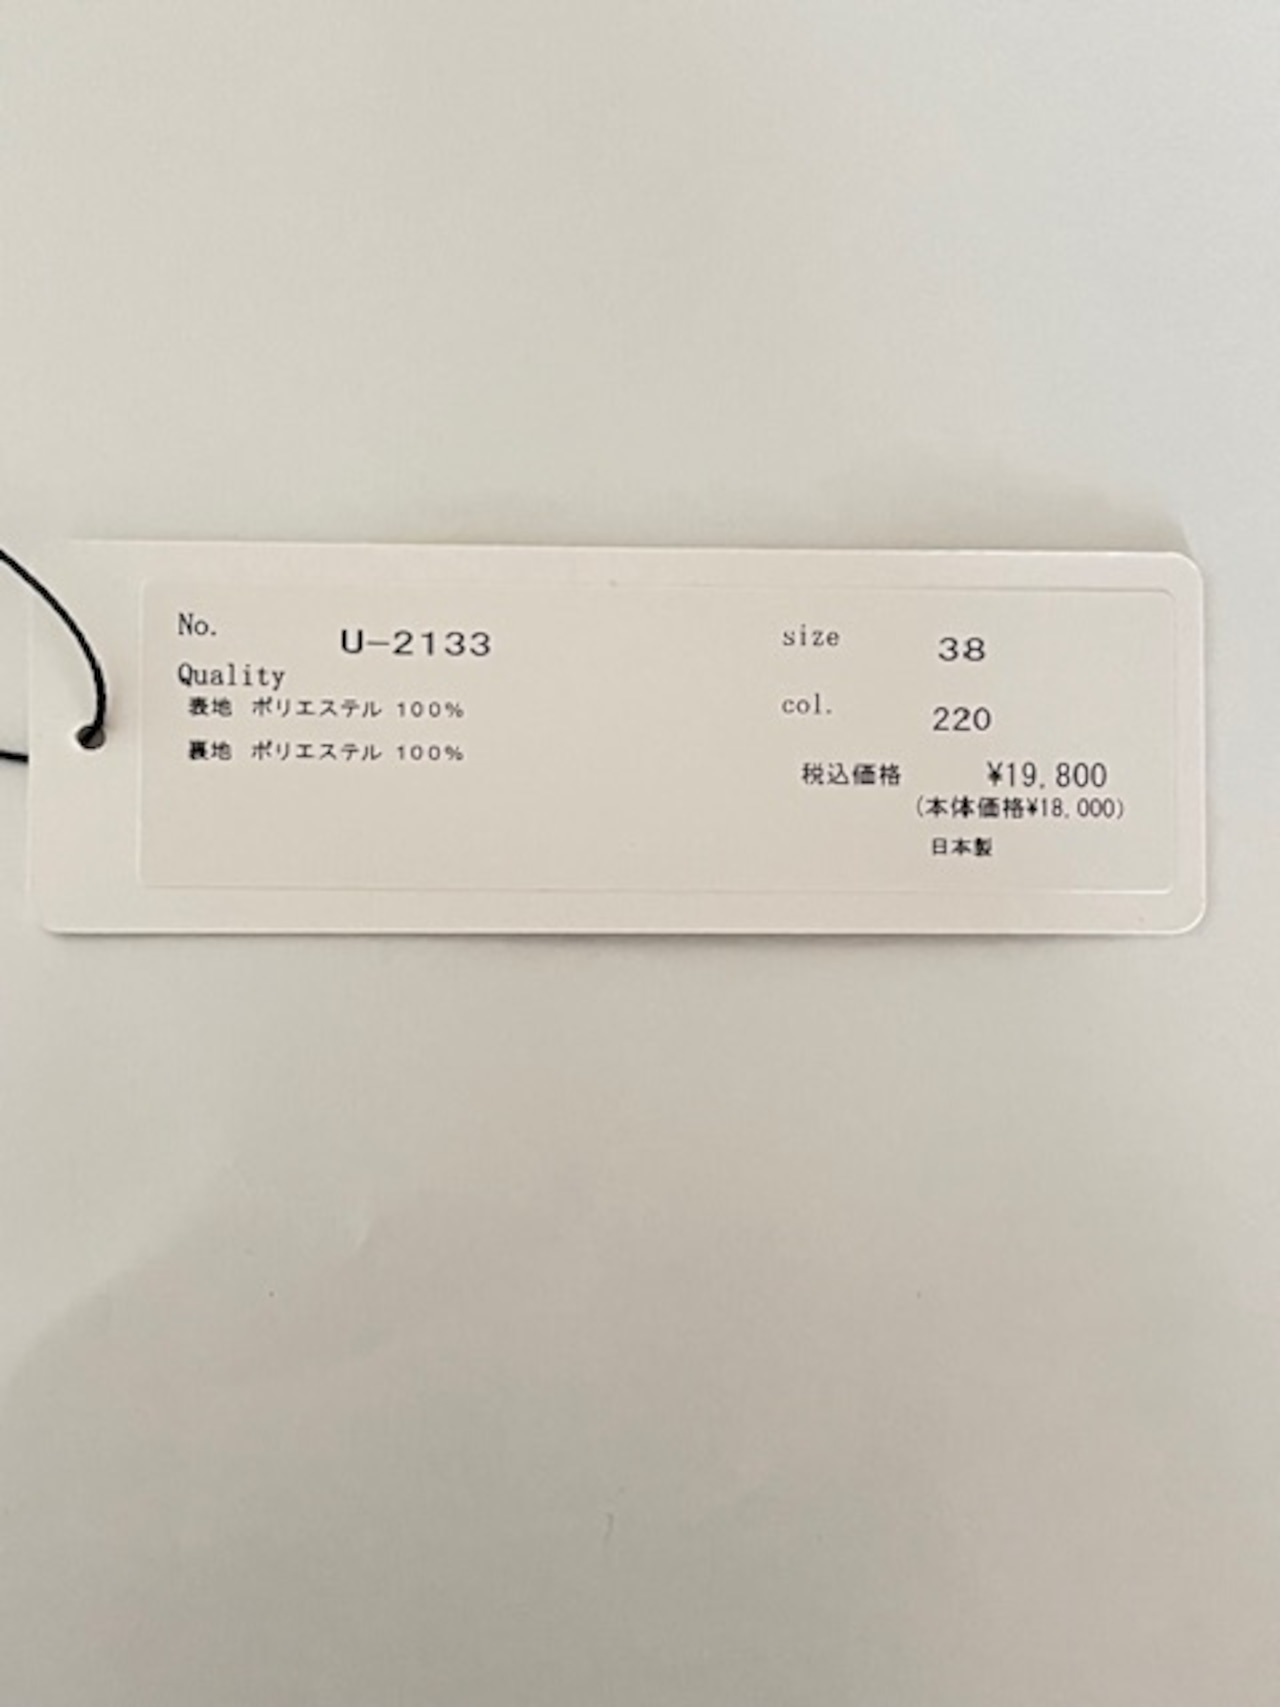 No. U-2133
Quality
表地 ポリエステル 100%
裏地 ポリエステル 100%
size 38
col. 220
税込価格 ¥19,800
(本体価格¥18,000)
日本製